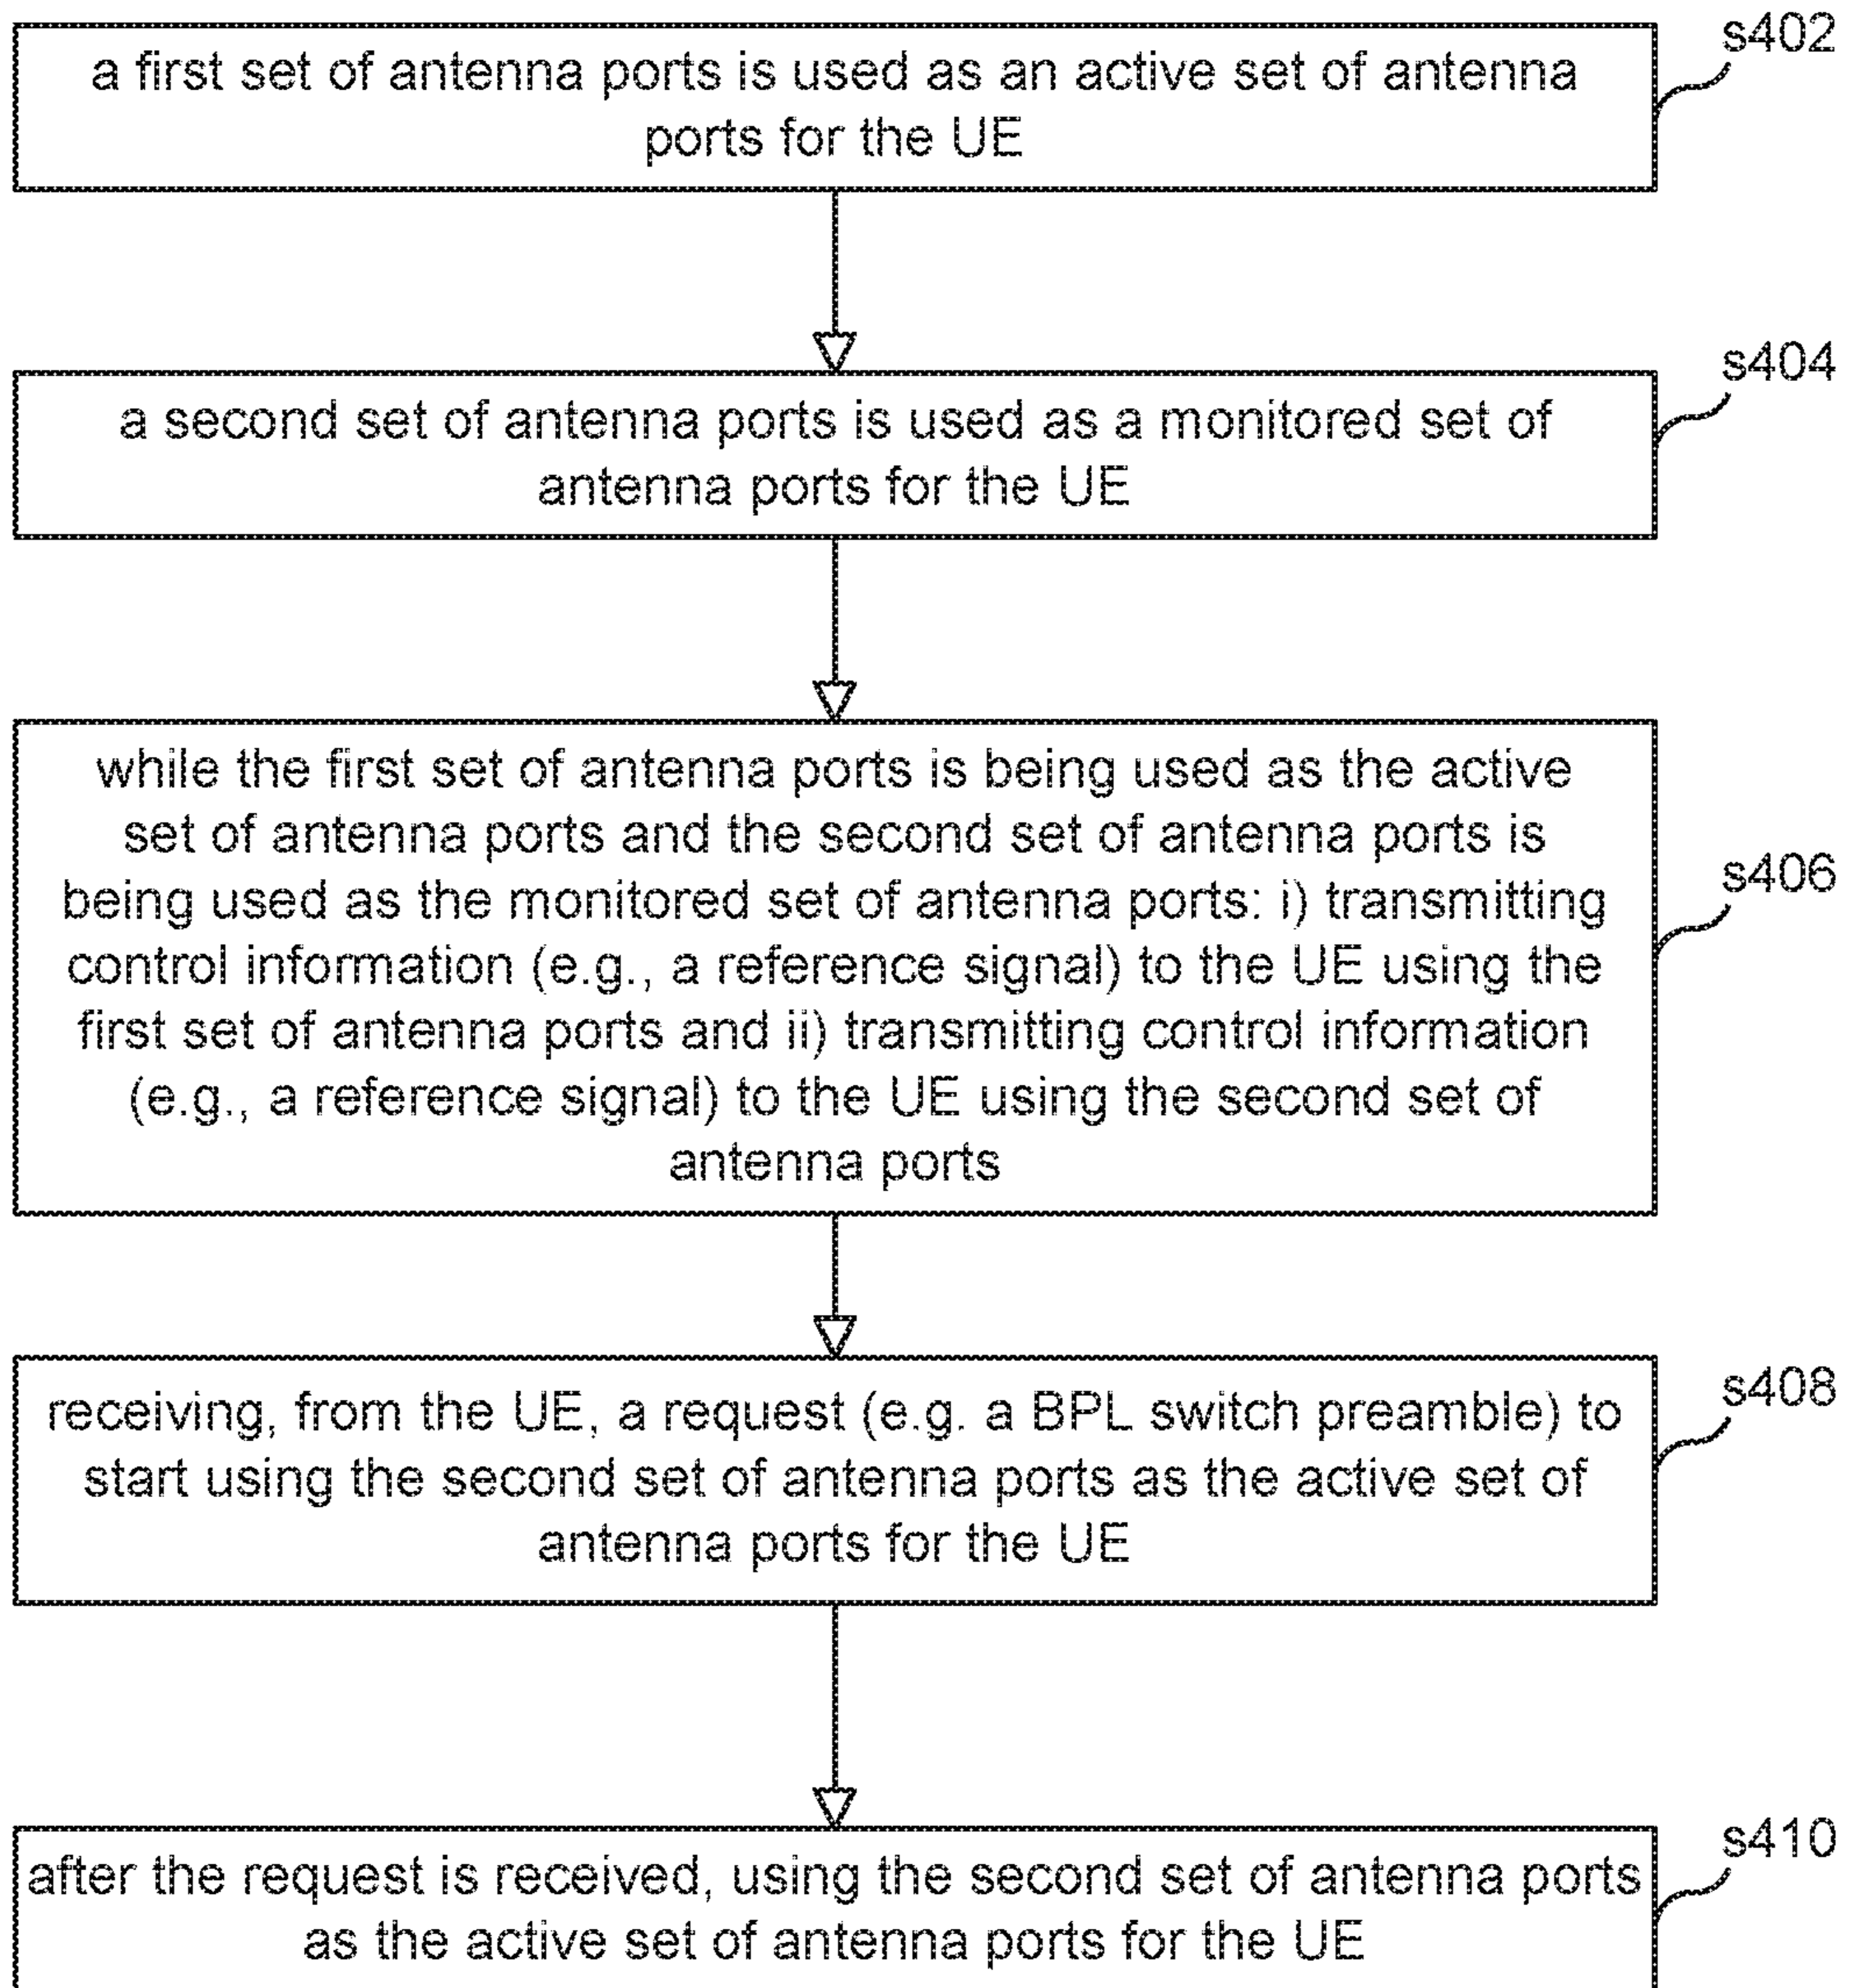 s402
a first set of antenna ports is used as an active set of antenna
ports for the UE
s404
a second set of antenna ports is used as a monitored set of
antenna ports for the UE
while the first set of antenna ports is being used as the active
set of antenna ports and the second set of antenna ports is
being used as the monitored set of antenna ports: i) transmitting
control information (e.g., a reference signal) to the UE using the
first set of antenna ports and ii) transmitting control information
(e.g., a reference signal) to the UE using the second set of
antenna ports
s406
receiving, from the UE, a request (e.g. a BPL switch preamble) to
start using the second set of antenna ports as the active set of
antenna ports for the UE
s408
after the request is received, using the second set of antenna ports
as the active set of antenna ports for the UE
s410